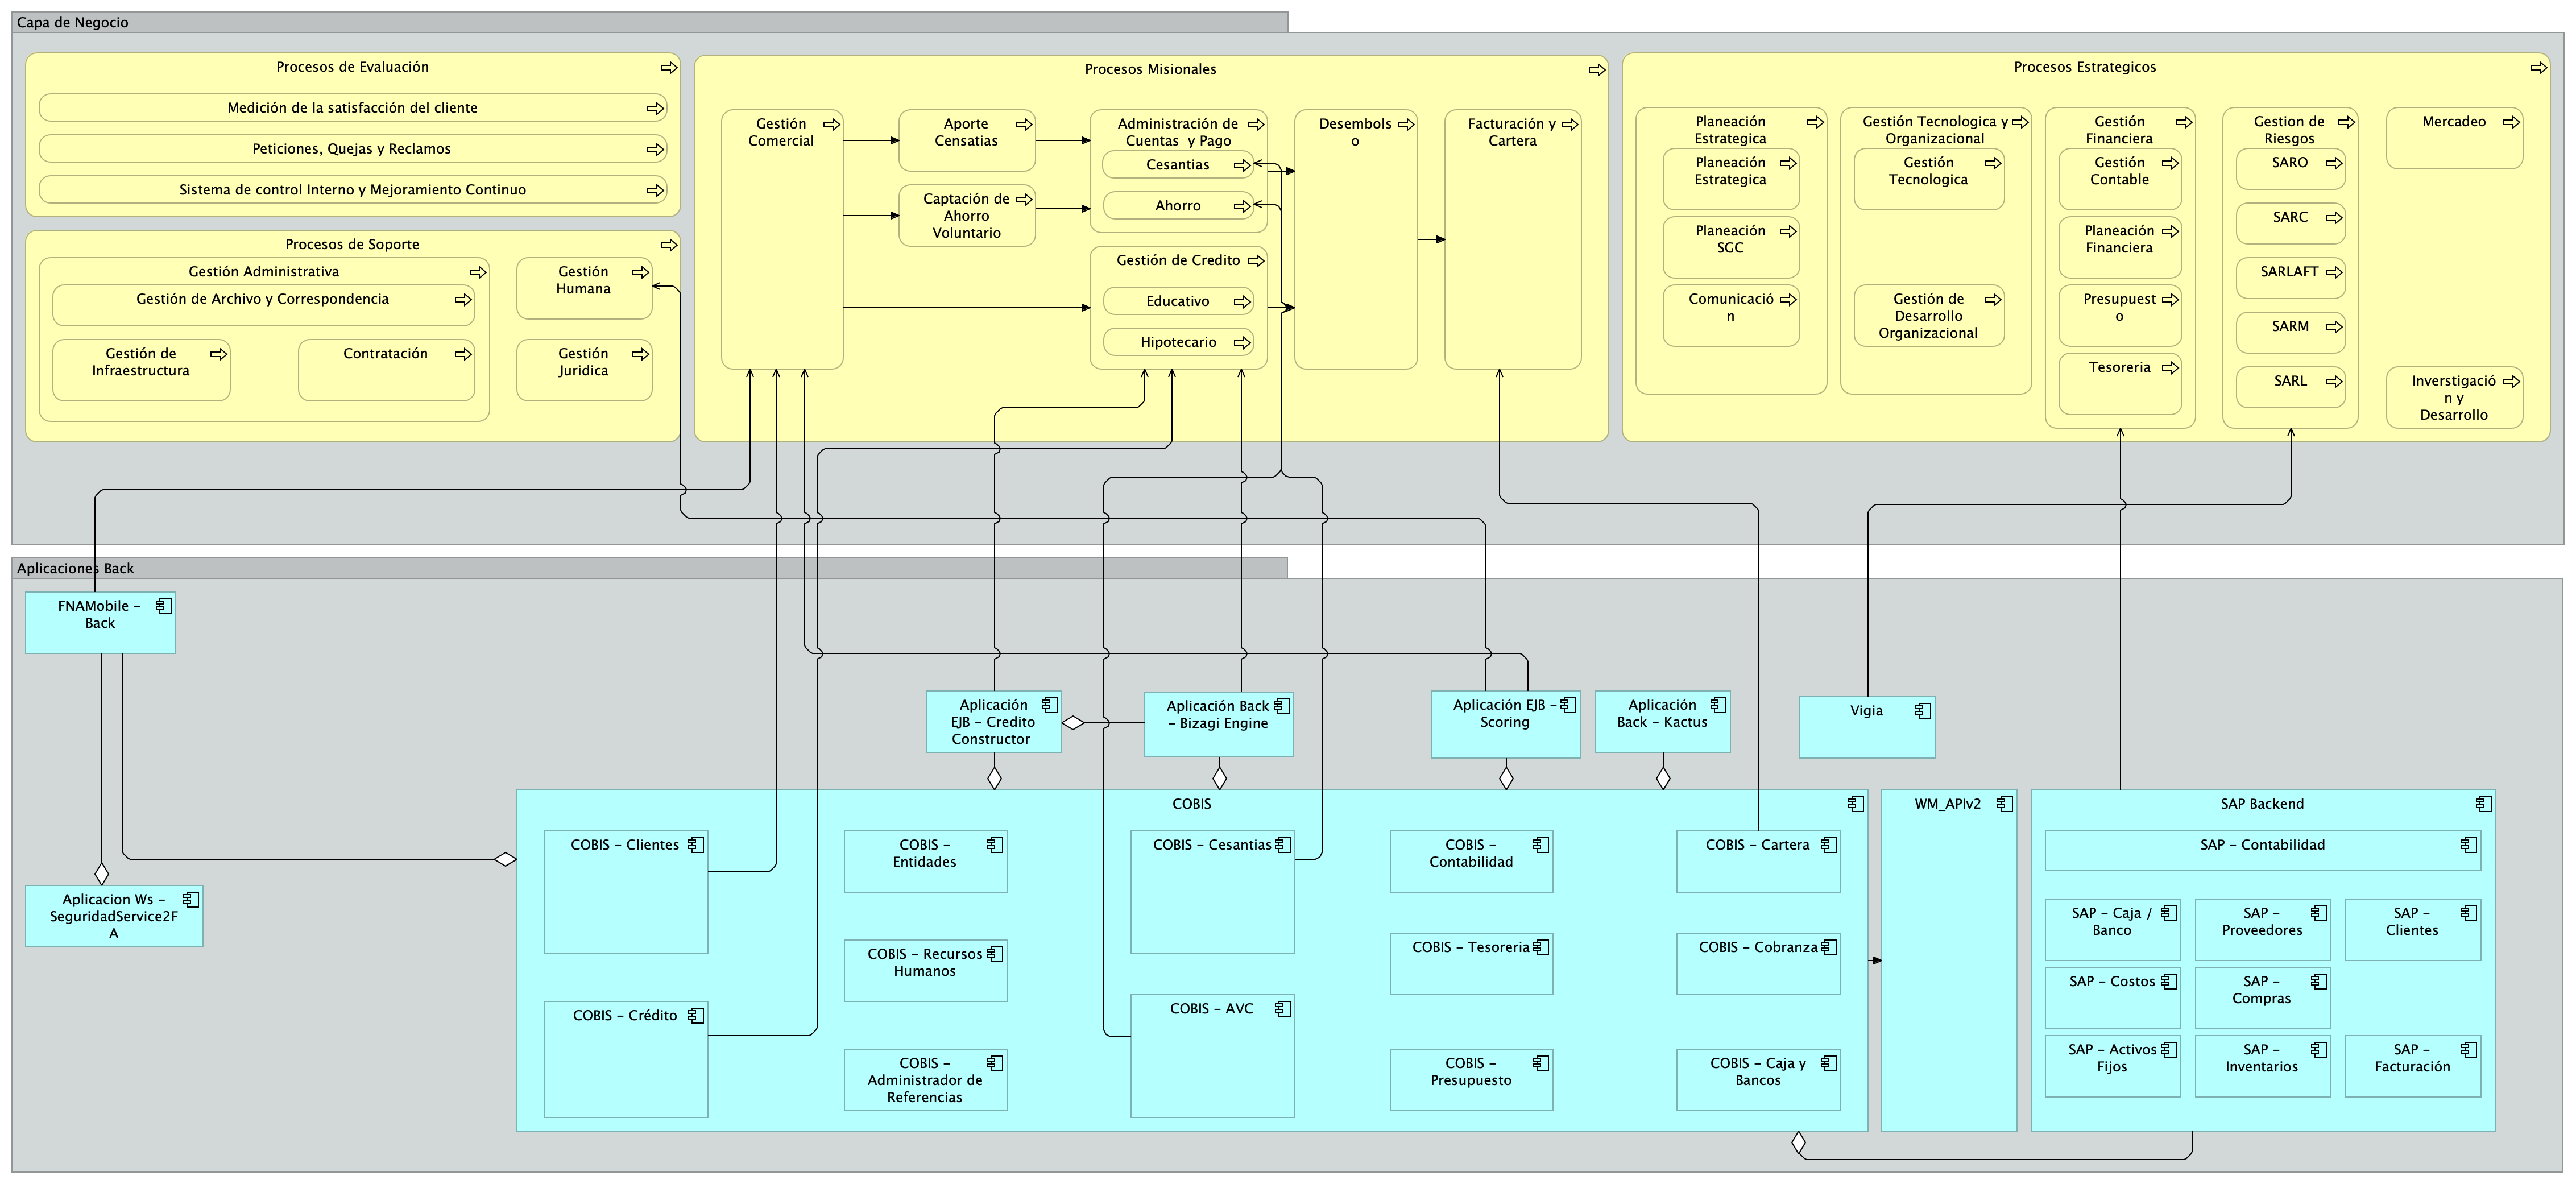 Capa de Negocio
Procesos de Evaluación
Medición de la satisfacción del cliente
Peticiones, Quejas y Reclamos
Sistema de control Interno y Mejoramiento Continuo
Procesos de Soporte
Gestión Administrativa
Gestión de Archivo y Correspondencia
Gestión de
Infraestructura
Contratación
Gestión
Humana
Gestión
Juridica
Procesos Misionales
Gestión
Comercial
Aporte
Censatias
Captación de
Ahorro
Voluntario
Administración de
Cuentas y Pago
Cesantias
Ahorro
Gestión de Credito
Educativo
Hipotecario
Desembols
o
Facturación y
Cartera
Procesos Estrategicos
Planeación
Estrategica
Planeación
Estrategica
Planeación
SGC
Comunicació
n
Gestión Tecnologica y
Organizacional
Gestión
Tecnologica
Gestión de
Desarrollo
Organizacional
Gestión
Financiera
Gestión
Contable
Planeación
Financiera
Presupuest
o
Tesoreria
Gestion de
Riesgos
SARO
SARC
SARLAFT
SARM
SARL
Mercadeo
Inverstigació
n y
Desarrollo
Aplicaciones Back
FNAMobile –
Back
Aplicacion Ws –
SeguridadService2F
A
Aplicación
EJB – Credito
Constructor
Aplicación Back
– Bizagi Engine
Aplicación EJB –
Scoring
Aplicación
Back – Kactus
Vigia
COBIS
COBIS – Clientes
COBIS – Crédito
COBIS –
Entidades
COBIS – Recursos
Humanos
COBIS –
Administrador de
Referencias
COBIS – Cesantias
COBIS – AVC
COBIS –
Contabilidad
COBIS – Tesoreria
COBIS –
Presupuesto
COBIS – Cartera
COBIS – Cobranza
COBIS – Caja y
Bancos
WM_APIv2
SAP Backend
SAP – Contabilidad
SAP – Caja /
Banco
SAP –
Proveedores
SAP –
Clientes
SAP – Costos
SAP –
Compras
SAP – Activos
Fijos
SAP –
Inventarios
SAP –
Facturación